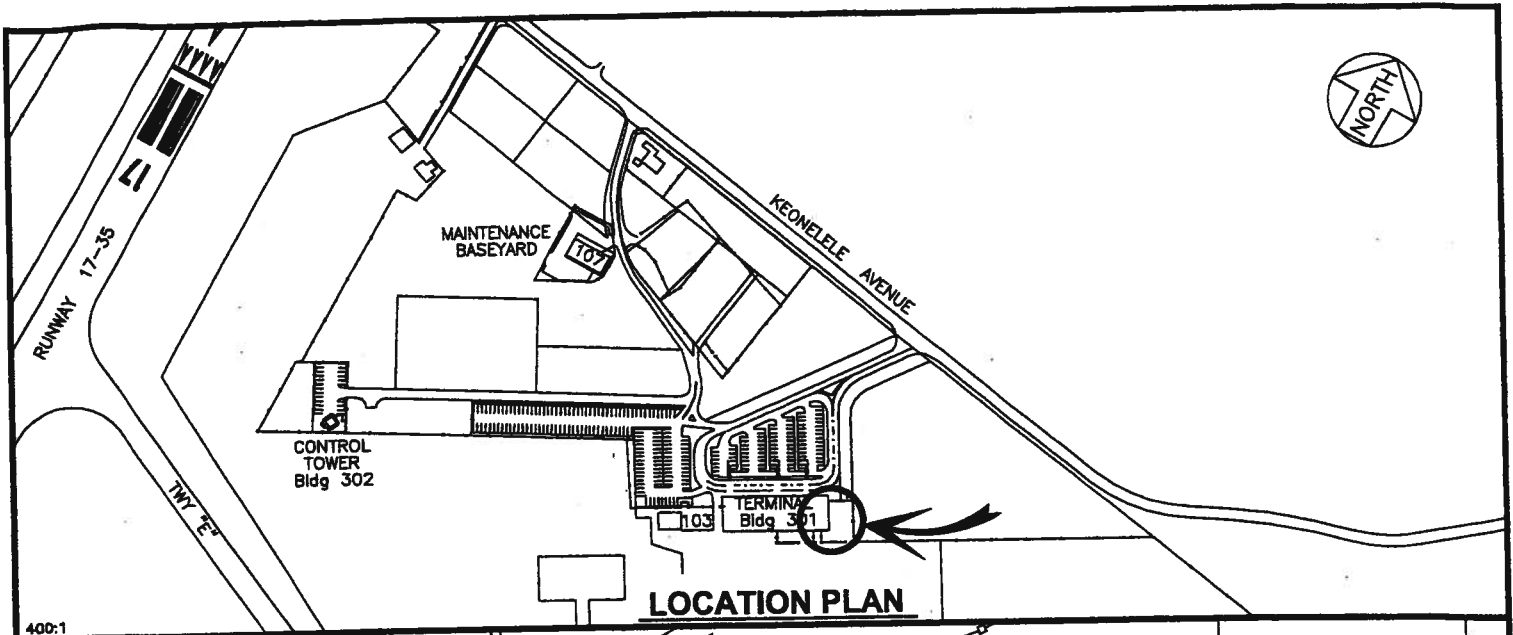 NORTH
KEONELELE AVENUE
MAINTENANCE
BASEYARD
107
RUNWAY 17-35
17
CONTROL
TOWER
Bldg 302
TWY "E"
103
TERMINAL
Bldg 301
LOCATION PLAN
400:1